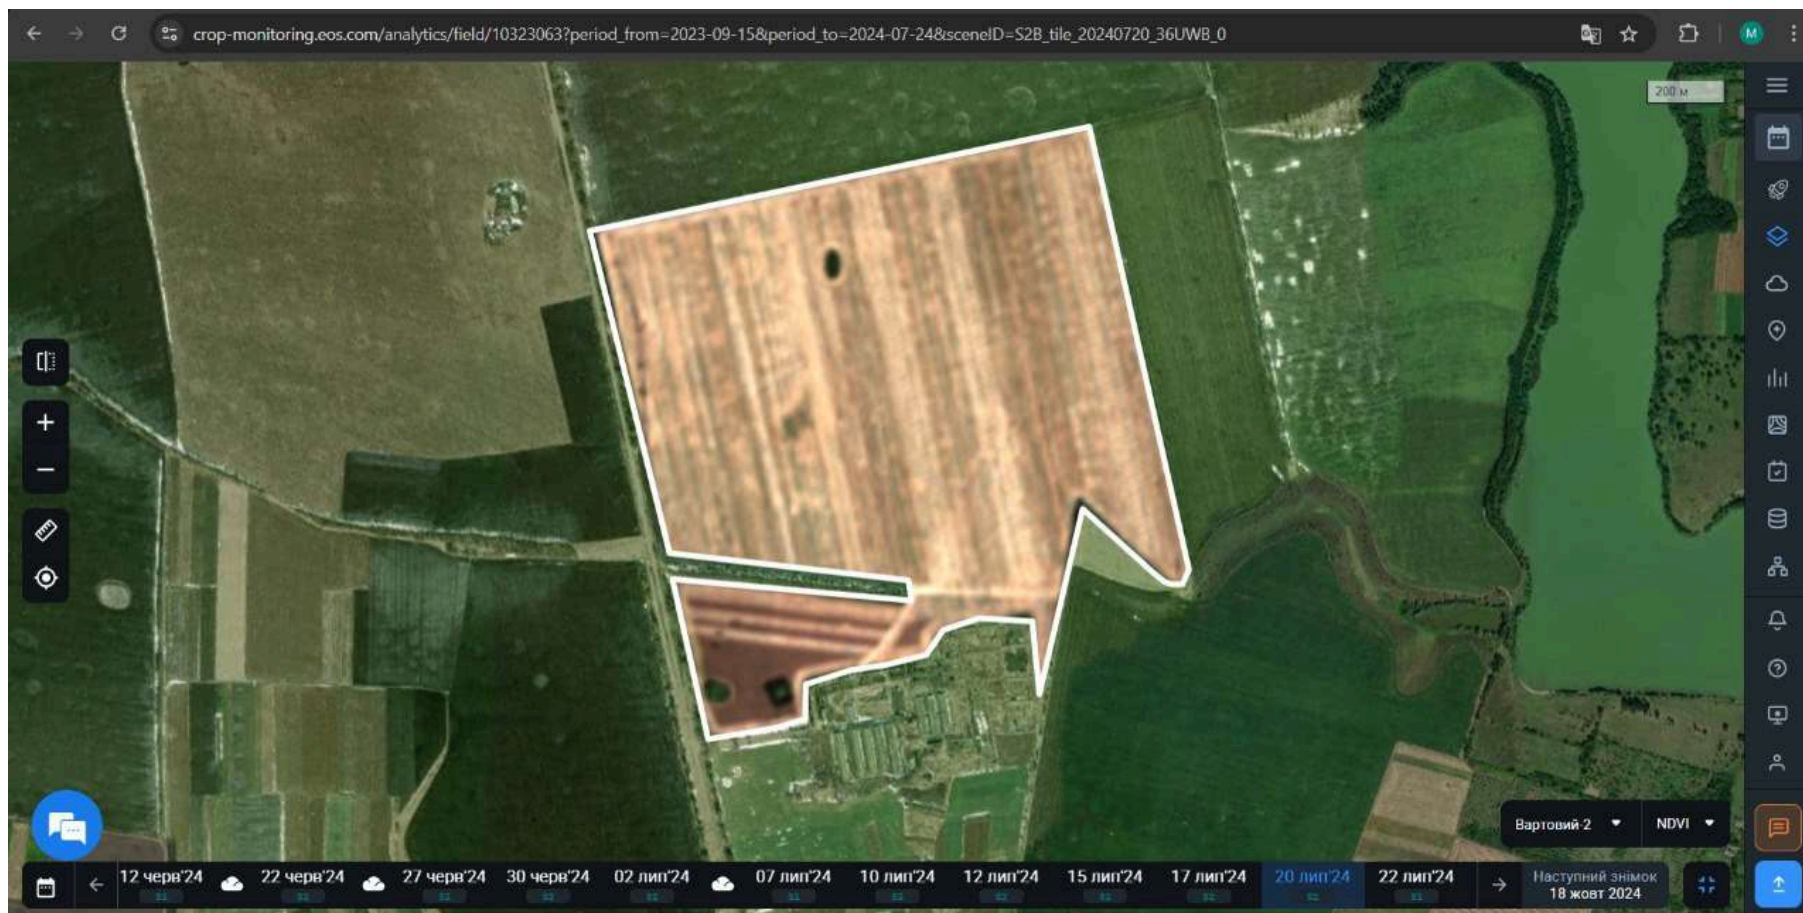 crop-monitoring.eos.com/analytics/field/10323063?period_from=2023-09-15&period_to=2024-07-24&sceneID=S2B_tile_20240720_36UWB_0
M
200 м
Вартовий-2
NDVI
12 черв'24
22 черв'24
27 черв'24
30 черв'24
02 лип'24
07 лип'24
10 лип'24
12 лип'24
15 лип'24
17 лип'24
20 лип'24
22 лип'24
Наступний знімок
18 жовт 2024